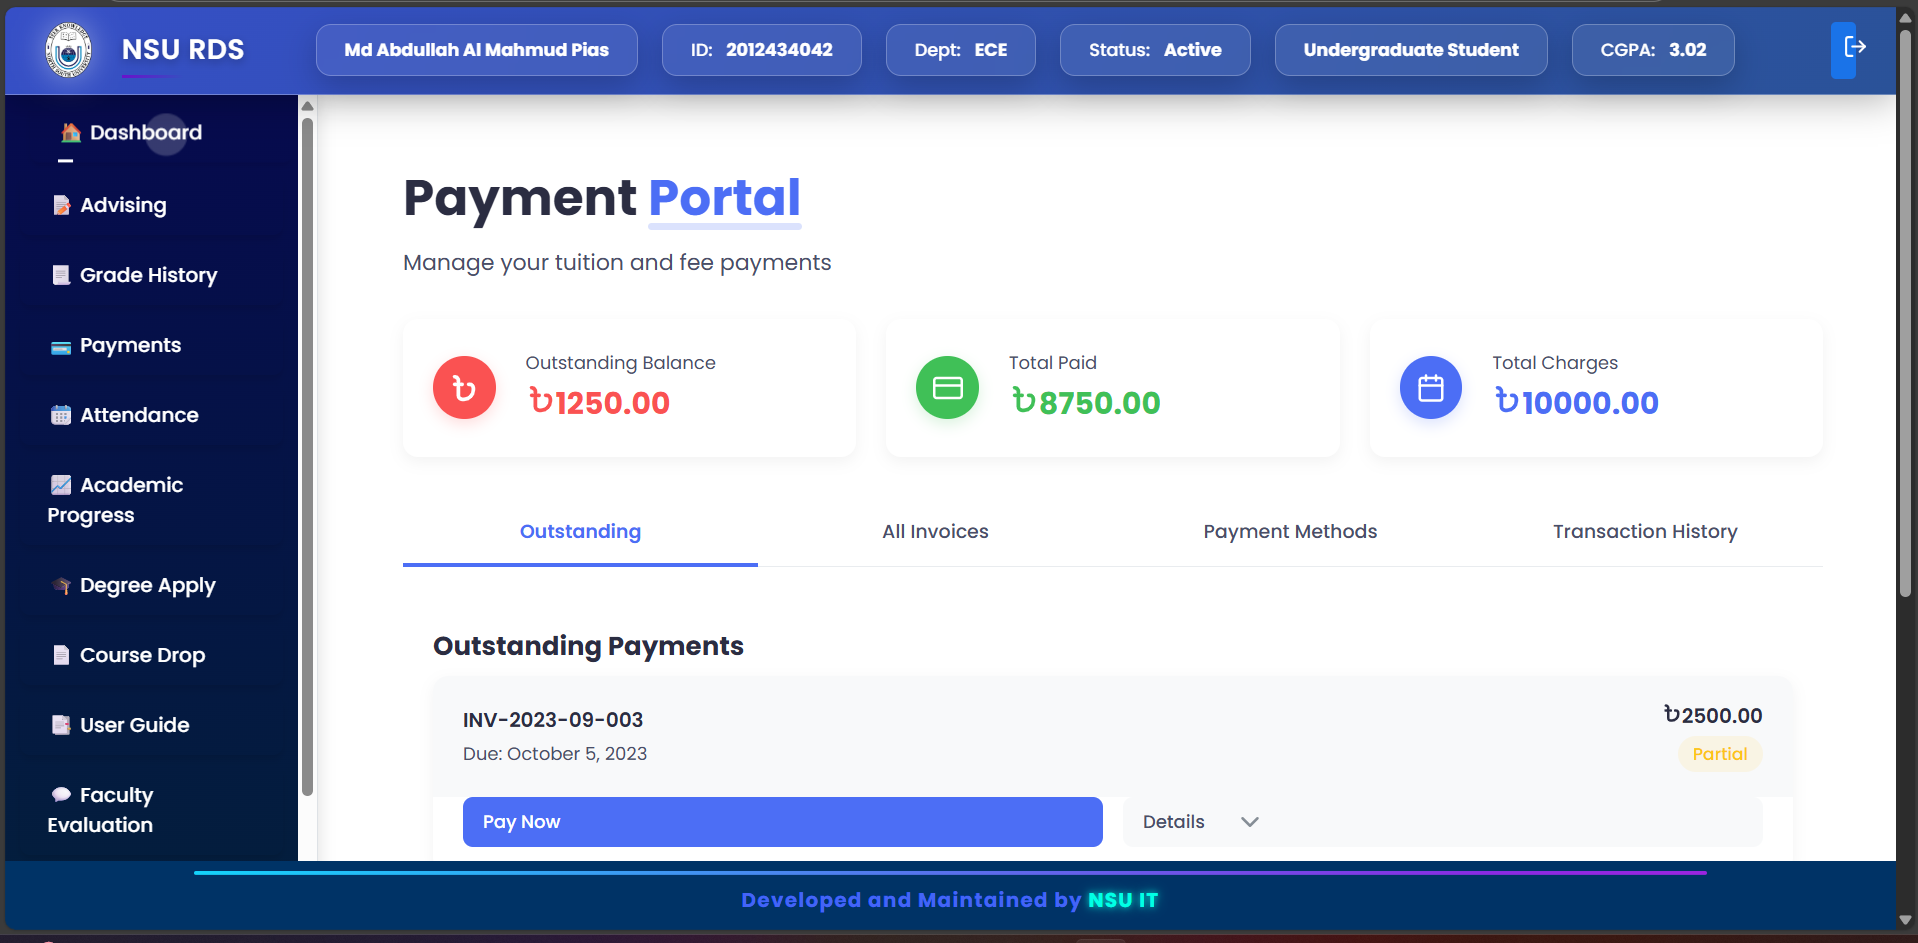 NSU RDS
Md Abdullah Al Mahmud Pias
ID: 2012434042
Dept: ECE
Status: Active
Undergraduate Student
CGPA: 3.02
Dashboard
Advising
Grade History
Payments
Attendance
Academic
Progress
Degree Apply
Course Drop
User Guide
Faculty
Evaluation
Payment Portal
Manage your tuition and fee payments
৳
Outstanding Balance
৳1250.00
Total Paid
৳8750.00
Total Charges
৳10000.00
Outstanding
All Invoices
Payment Methods
Transaction History
Outstanding Payments
INV-2023-09-003
৳2500.00
Due: October 5, 2023
Partial
Pay Now
Details
Developed and Maintained by NSU IT